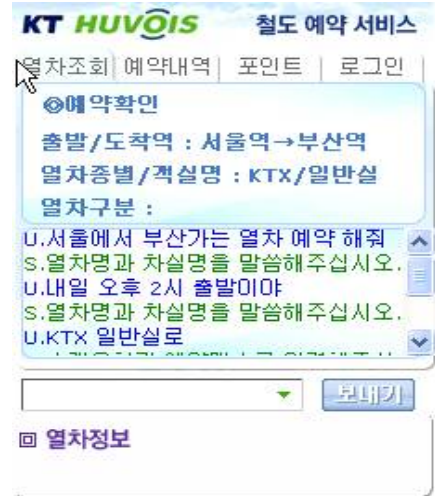 KT HUVOIS 철도 예약 서비스
열차조회 예약내역 포인트 로그인
예약확인
출발/도착역 : 서울역→부산역
열차종별/객실명 : KTX/일반실
열차구분 :
U.서울에서 부산가는 열차 예약 해줘
S.열차명과 차실명을 말씀해주십시오.
U.내일 오후 2시 출발이야
S.열차명과 차실명을 말씀해주십시오.
U.KTX 일반실로
보내기
열차정보